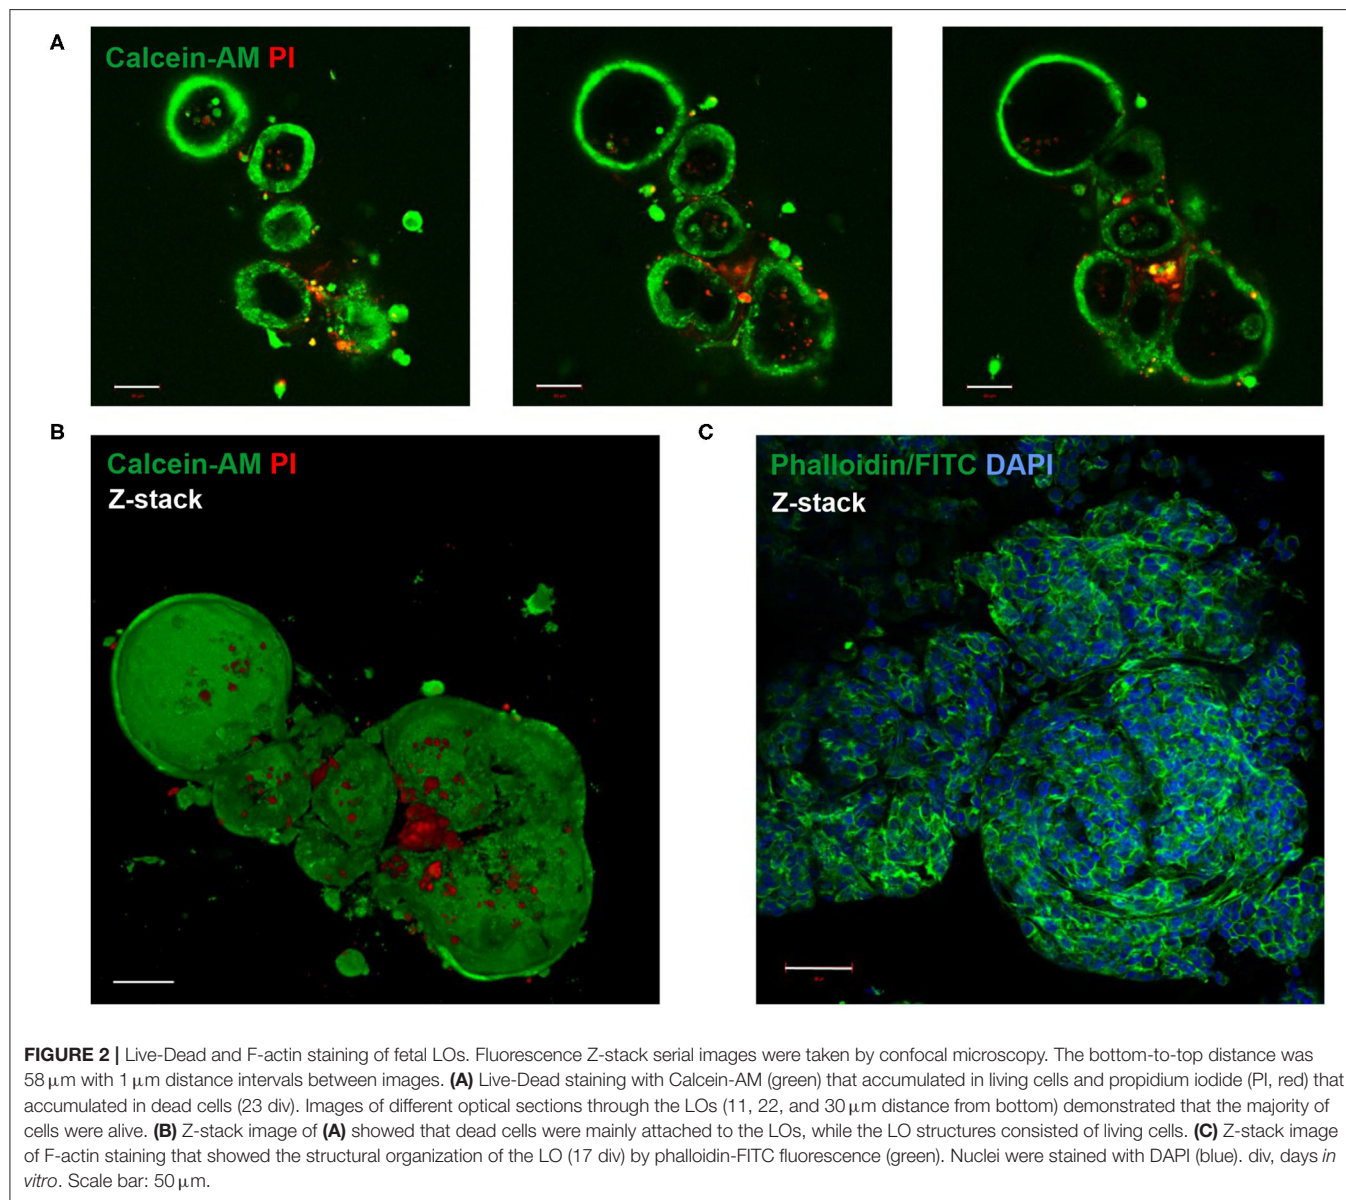 A
Calcein-AM PI
B
Calcein-AM PI
Z-stack
C
Phalloidin/FITC DAPI
Z-stack
FIGURE 2 | Live-Dead and F-actin staining of fetal LOs. Fluorescence Z-stack serial images were taken by confocal microscopy. The bottom-to-top distance was
58 µm with 1 µm distance intervals between images. (A) Live-Dead staining with Calcein-AM (green) that accumulated in living cells and propidium iodide (PI, red) that
accumulated in dead cells (23 div). Images of different optical sections through the LOs (11, 22, and 30 µm distance from bottom) demonstrated that the majority of
cells were alive. (B) Z-stack image of (A) showed that dead cells were mainly attached to the LOs, while the LO structures consisted of living cells. (C) Z-stack image
of F-actin staining that showed the structural organization of the LO (17 div) by phalloidin-FITC fluorescence (green). Nuclei were stained with DAPI (blue). div, days in
vitro. Scale bar: 50 µm.